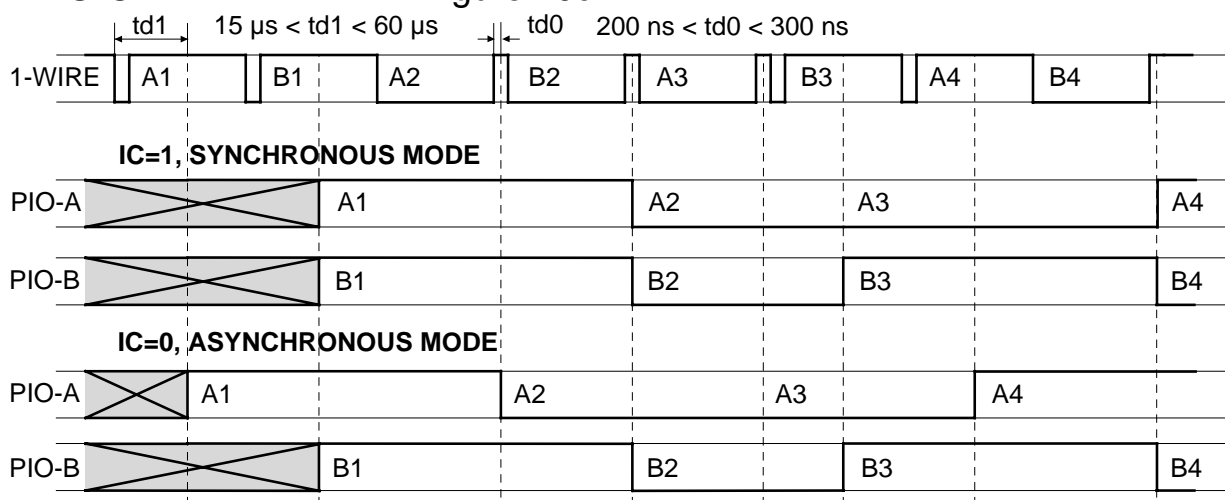 td1 15 µs < td1 < 60 µs td0 200 ns < td0 < 300 ns
1-WIRE A1 B1 A2 B2 A3 B3 A4 B4
IC=1, SYNCHRONOUS MODE
PIO-A A1 A2 A3 A4
PIO-B B1 B2 B3 B4
IC=0, ASYNCHRONOUS MODE
PIO-A A1 A2 A3 A4
PIO-B B1 B2 B3 B4